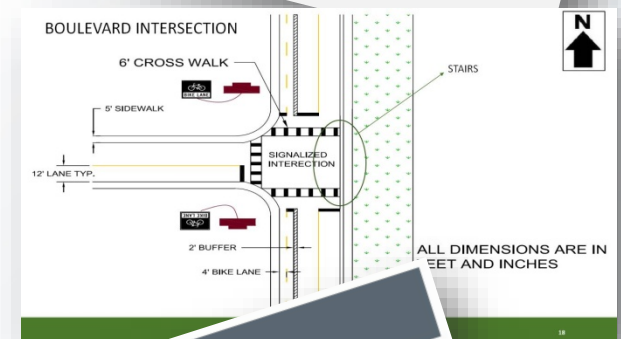 BOULEVARD INTERSECTION
N
6' CROSS WALK
STAIRS
BIKE LANE
5' SIDEWALK
SIGNALIZED
INTERECTION
12' LANE TYP.
BIKE LANE
2' BUFFER
4' BIKE LANE
ALL DIMENSIONS ARE IN
FEET AND INCHES
18